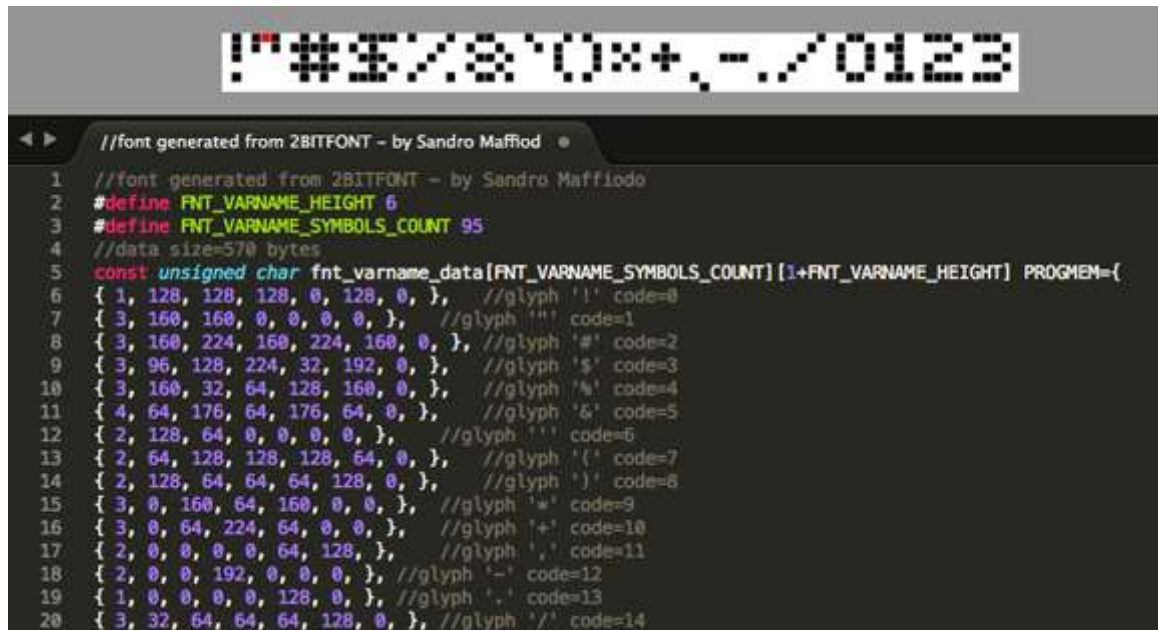 !"#$%&'()*+,-./0123
//font generated from 2BITFONT – by Sandro Maffiod
1 //font generated from 2BITFONT – by Sandro Maffiodo
2 #define FNT_VARNAME_HEIGHT 6
3 #define FNT_VARNAME_SYMBOLS_COUNT 95
4 //data size=570 bytes
5 const unsigned char fnt_varname_data[FNT_VARNAME_SYMBOLS_COUNT][1+FNT_VARNAME_HEIGHT] PROGMEM={
6 { 1, 128, 128, 128, 0, 128, 0, }, //glyph '!' code=0
7 { 3, 160, 160, 0, 0, 0, 0, }, //glyph '"' code=1
8 { 3, 160, 224, 160, 224, 160, 0, }, //glyph '#' code=2
9 { 3, 96, 128, 224, 32, 192, 0, }, //glyph '$' code=3
10 { 3, 160, 32, 64, 128, 160, 0, }, //glyph '%' code=4
11 { 4, 64, 176, 64, 176, 64, 0, }, //glyph '&' code=5
12 { 2, 128, 64, 0, 0, 0, 0, }, //glyph ''' code=6
13 { 2, 64, 128, 128, 128, 64, 0, }, //glyph '(' code=7
14 { 2, 128, 64, 64, 64, 128, 0, }, //glyph ')' code=8
15 { 3, 0, 160, 64, 160, 0, 0, }, //glyph '*' code=9
16 { 3, 0, 64, 224, 64, 0, 0, }, //glyph '+' code=10
17 { 2, 0, 0, 0, 0, 64, 128, }, //glyph ',' code=11
18 { 2, 0, 0, 192, 0, 0, 0, }, //glyph '-' code=12
19 { 1, 0, 0, 0, 0, 128, 0, }, //glyph '.' code=13
20 { 3, 32, 64, 64, 64, 128, 0, }, //glyph '/' code=14